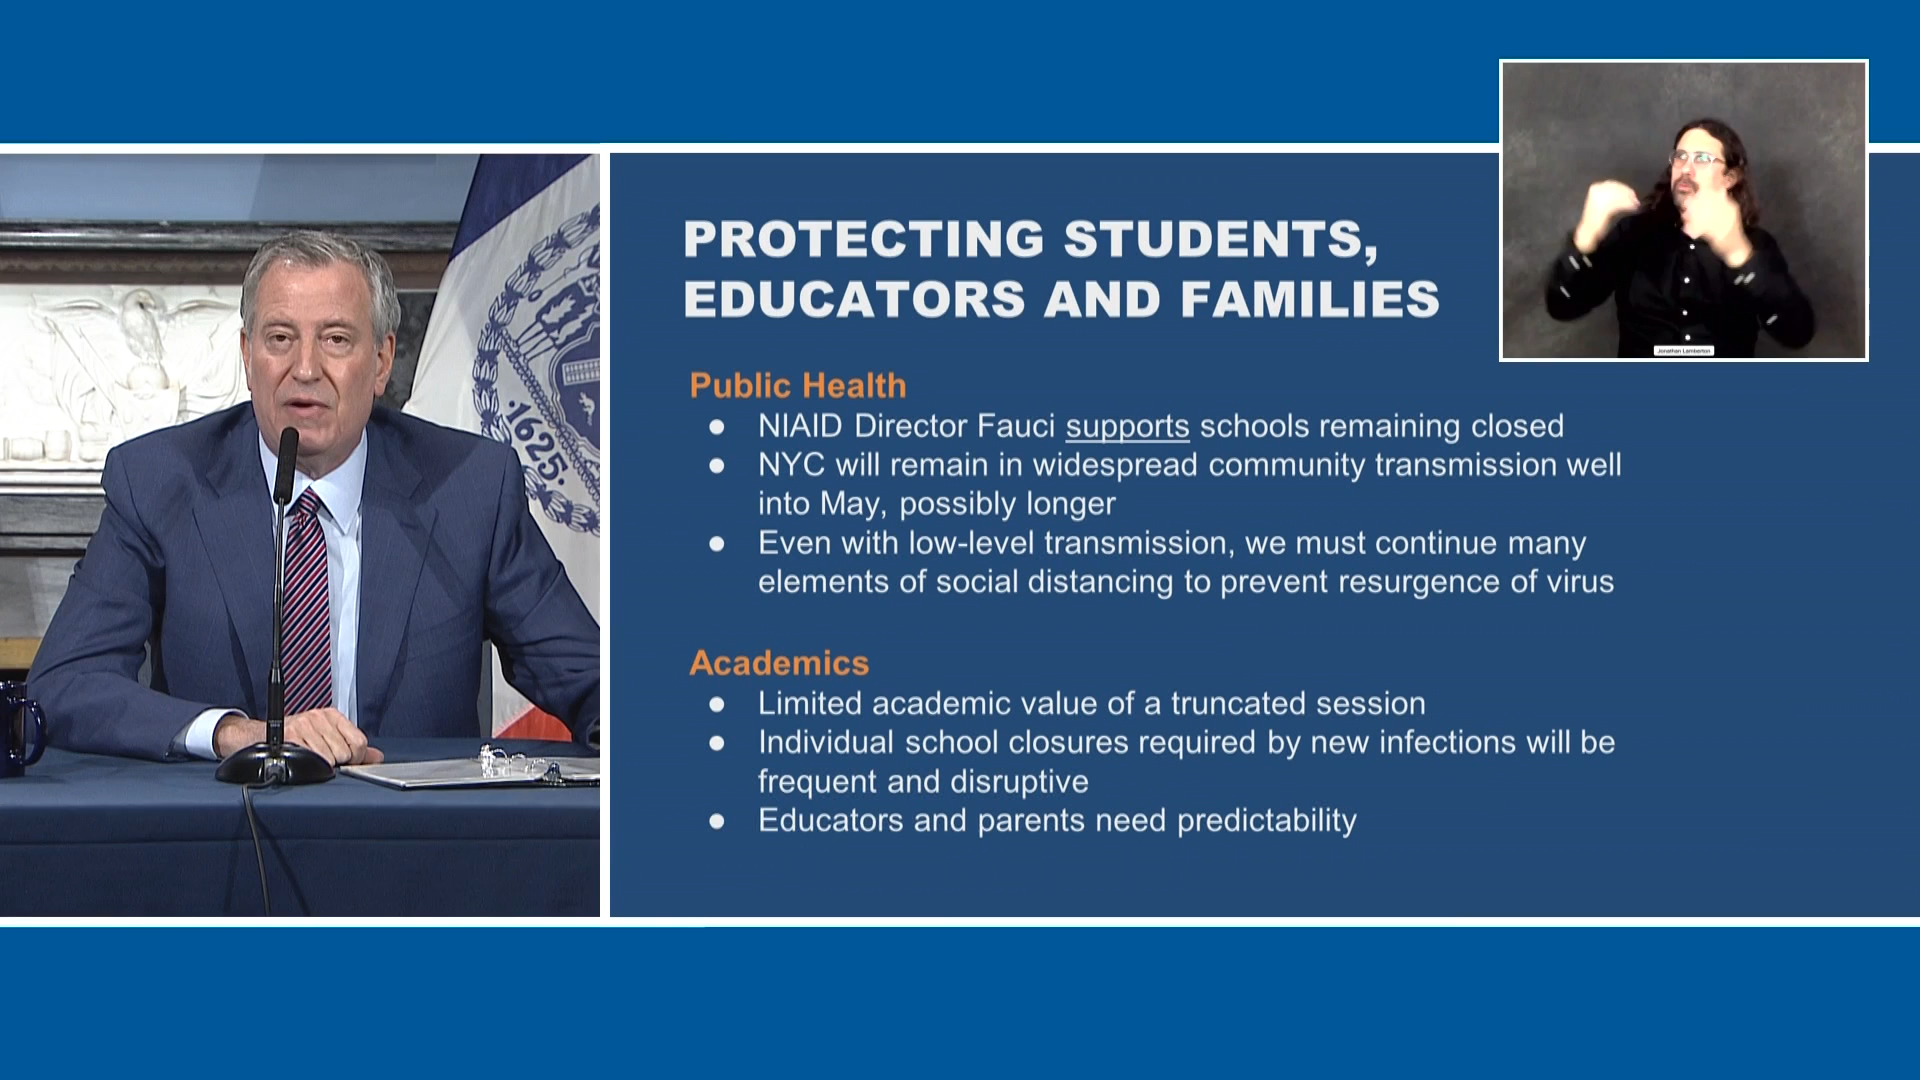 PROTECTING STUDENTS,
EDUCATORS AND FAMILIES
Public Health
● NIAID Director Fauci supports schools remaining closed
● NYC will remain in widespread community transmission well
into May, possibly longer
● Even with low-level transmission, we must continue many
elements of social distancing to prevent resurgence of virus
Academics
● Limited academic value of a truncated session
● Individual school closures required by new infections will be
frequent and disruptive
● Educators and parents need predictability
·1625·
Jonathan Lamberton